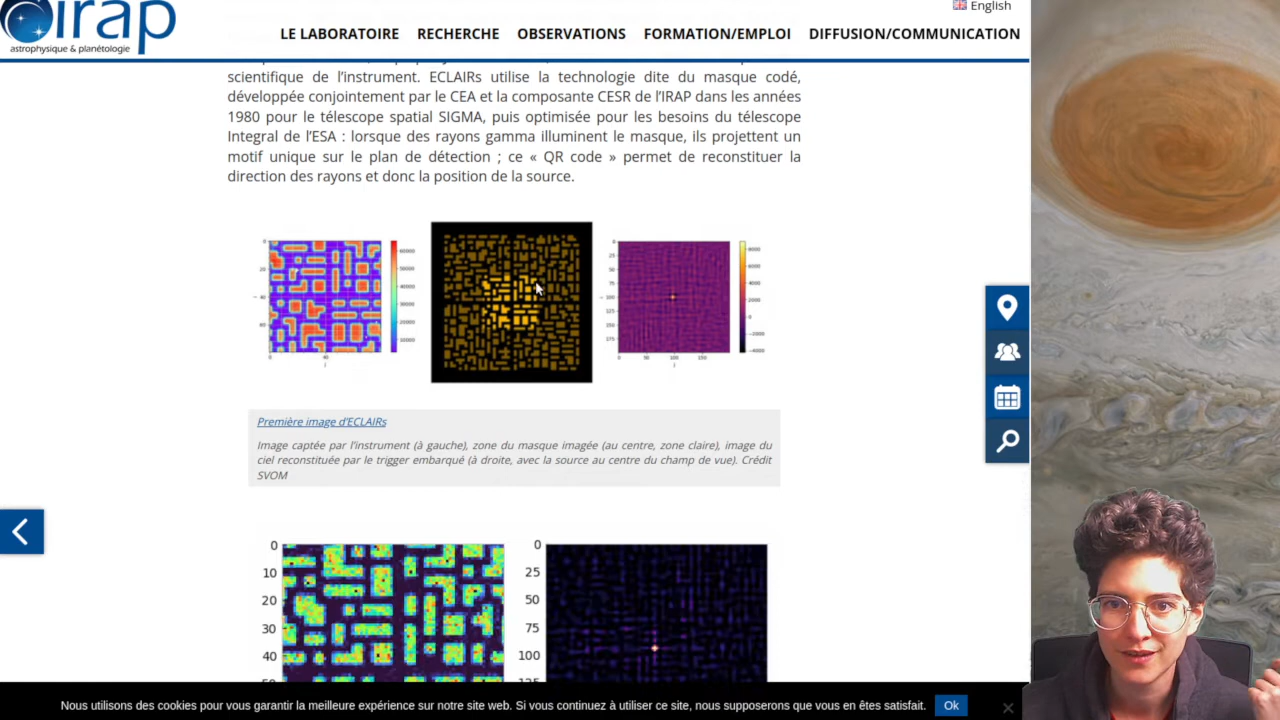 irap
astrophysique & planétologie
English
LE LABORATOIRE RECHERCHE OBSERVATIONS FORMATION/EMPLOI DIFFUSION/COMMUNICATION
scientifique de l'instrument. ECLAIRs utilise la technologie dite du masque codé,
développée conjointement par le CEA et la composante CESR de l'IRAP dans les années
1980 pour le télescope spatial SIGMA, puis optimisée pour les besoins du télescope
Integral de l'ESA : lorsque des rayons gamma illuminent le masque, ils projettent un
motif unique sur le plan de détection ; ce « QR code » permet de reconstituer la
direction des rayons et donc la position de la source.
Première image d'ECLAIRs
Image captée par l'instrument (à gauche), zone du masque imagée (au centre, zone claire), image du
ciel reconstituée par le trigger embarqué (à droite, avec la source au centre du champ de vue). Crédit
SVOM
0
10
20
30
40
0
25
50
75
100
Nous utilisons des cookies pour vous garantir la meilleure expérience sur notre site web. Si vous continuez à utiliser ce site, nous supposerons que vous en êtes satisfait. Ok